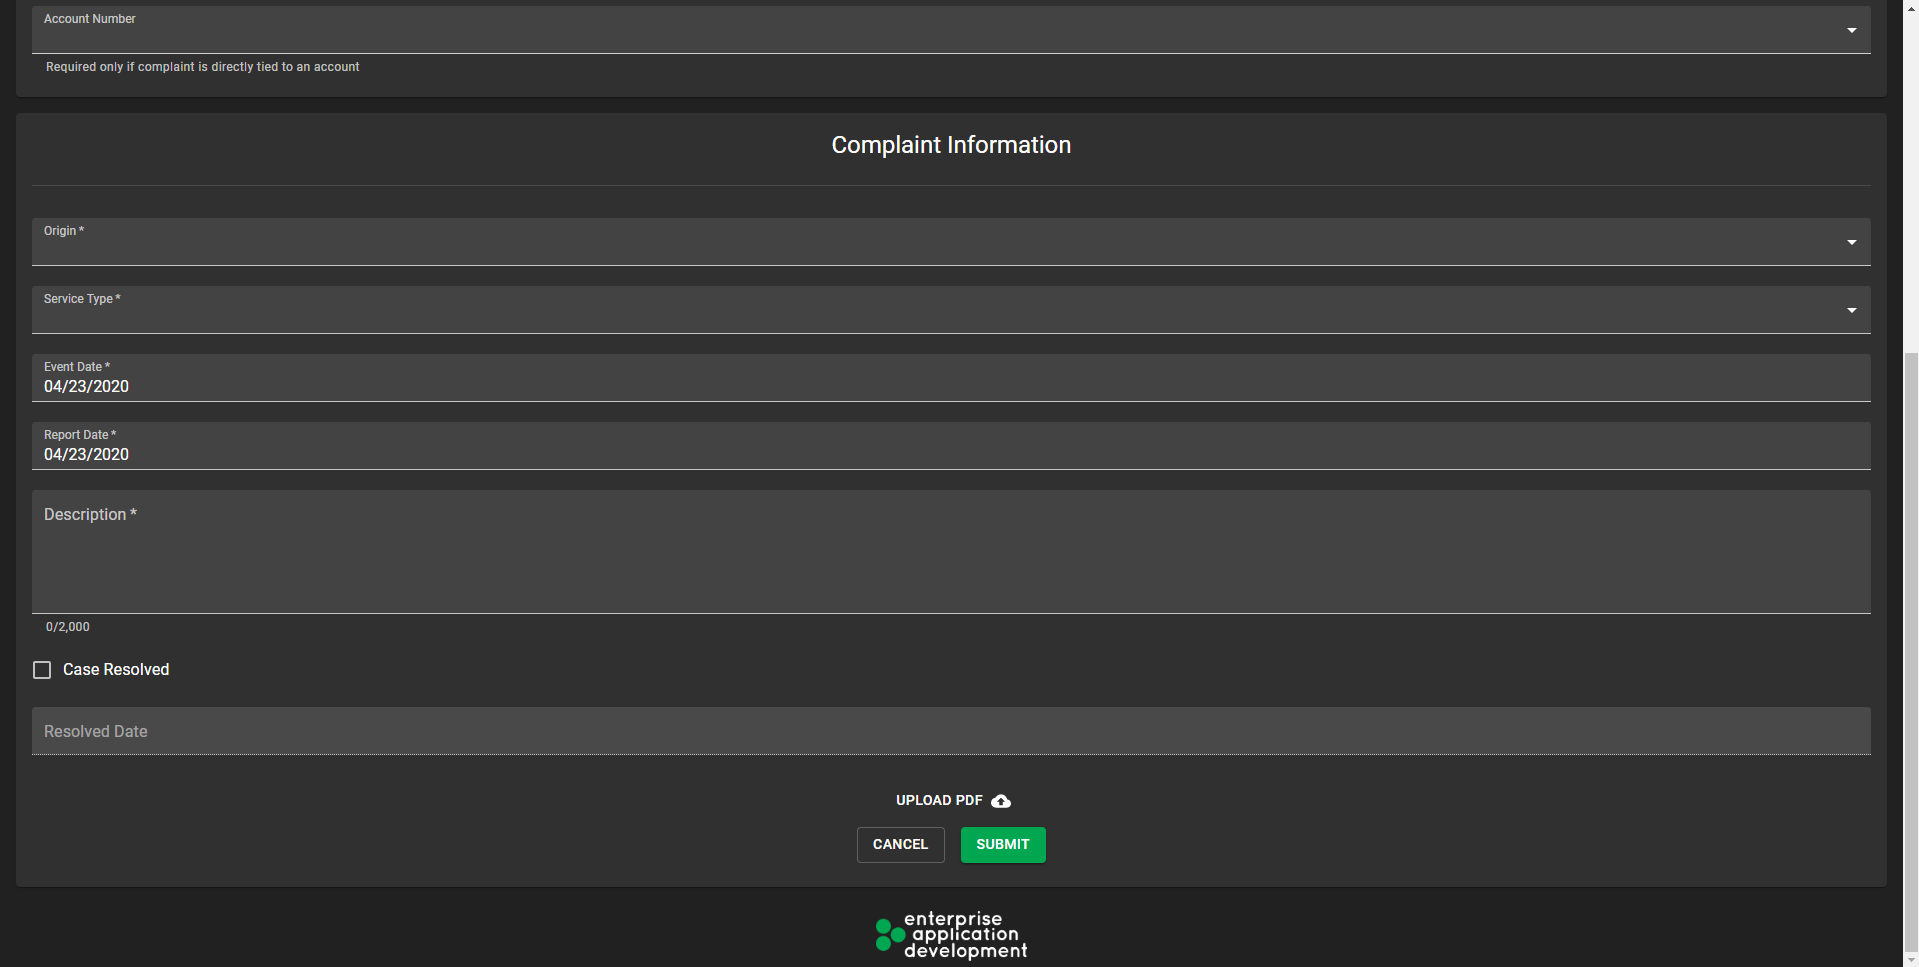 Account Number
Required only if complaint is directly tied to an account
Complaint Information
Origin *
Service Type *
Event Date *
04/23/2020
Report Date *
04/23/2020
Description *
0/2,000
Case Resolved
Resolved Date
UPLOAD PDF
CANCEL SUBMIT
enterprise
application
development